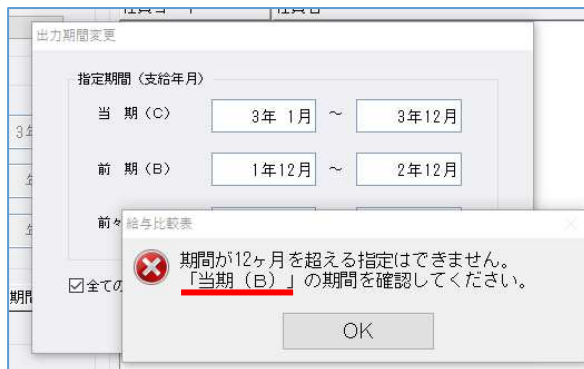 出力期間変更
指定期間（支給年月）
当 期（C） 3年 1月 ～ 3年12月
前 期（B） 1年12月 ～ 2年12月
前々
給与比較表
期間が12ヶ月を超える指定はできません。
「当期（B）」の期間を確認してください。
全ての
OK